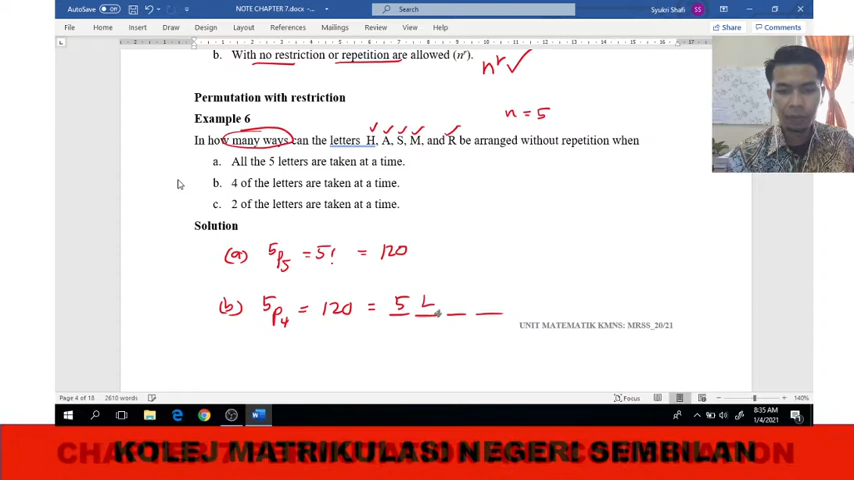 AutoSave Off NOTE CHAPTER 7.docx... Search Syukri Shafi SS
File Home Insert Draw Design Layout References Mailings Review View Help Share Comments
b. With no restriction or repetition are allowed (nʳ).
nʳ✓
Permutation with restriction
n = 5
Example 6
In how many ways can the letters H, A, S, M, and R be arranged without repetition when
a. All the 5 letters are taken at a time.
b. 4 of the letters are taken at a time.
c. 2 of the letters are taken at a time.
Solution
(a) ⁵P₅ = 5! = 120
(b) ⁵P₄ = 120 = 5
UNIT MATEMATIK KMNS: MRSS_20/21
Page 4 of 18 Focus 140%
8:35 AM
1/4/2021
KOLEJ MATRIKULASI NEGERI SEMBILAN